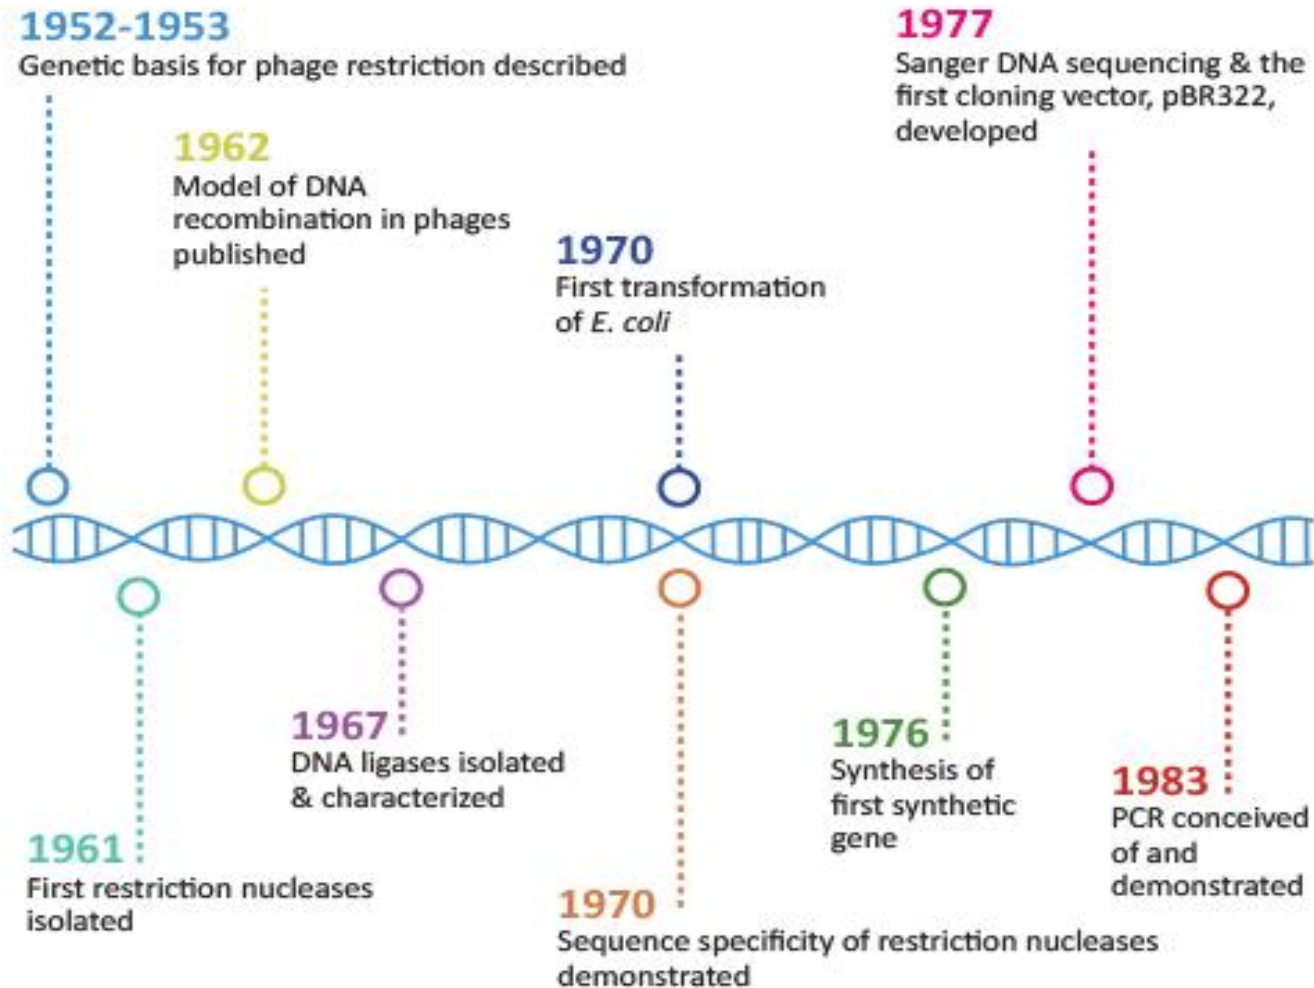 1952-1953
Genetic basis for phage restriction described
1977
Sanger DNA sequencing & the
first cloning vector, pBR322,
developed
1962
Model of DNA
recombination in phages
published
1970
First transformation
of E. coli
1967
DNA ligases isolated
& characterized
1976
Synthesis of
first synthetic
gene
1983
PCR conceived
of and
demonstrated
1961
First restriction nucleases
isolated
1970
Sequence specificity of restriction nucleases
demonstrated